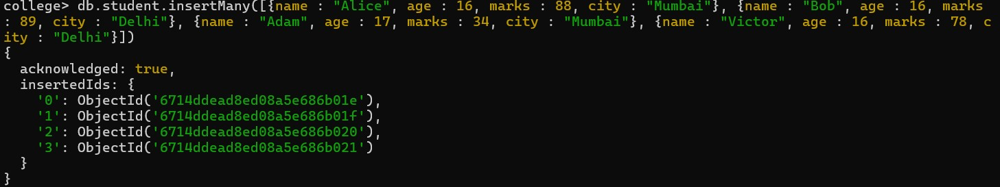 college> db.student.insertMany([{name : "Alice", age : 16, marks : 88, city : "Mumbai"}, {name : "Bob", age : 16, marks
: 89, city : "Delhi"}, {name : "Adam", age : 17, marks : 34, city : "Mumbai"}, {name : "Victor", age : 16, marks : 78, c
ity : "Delhi"}])
{
  acknowledged: true,
  insertedIds: {
    '0': ObjectId('6714ddead8ed08a5e686b01e'),
    '1': ObjectId('6714ddead8ed08a5e686b01f'),
    '2': ObjectId('6714ddead8ed08a5e686b020'),
    '3': ObjectId('6714ddead8ed08a5e686b021')
  }
}